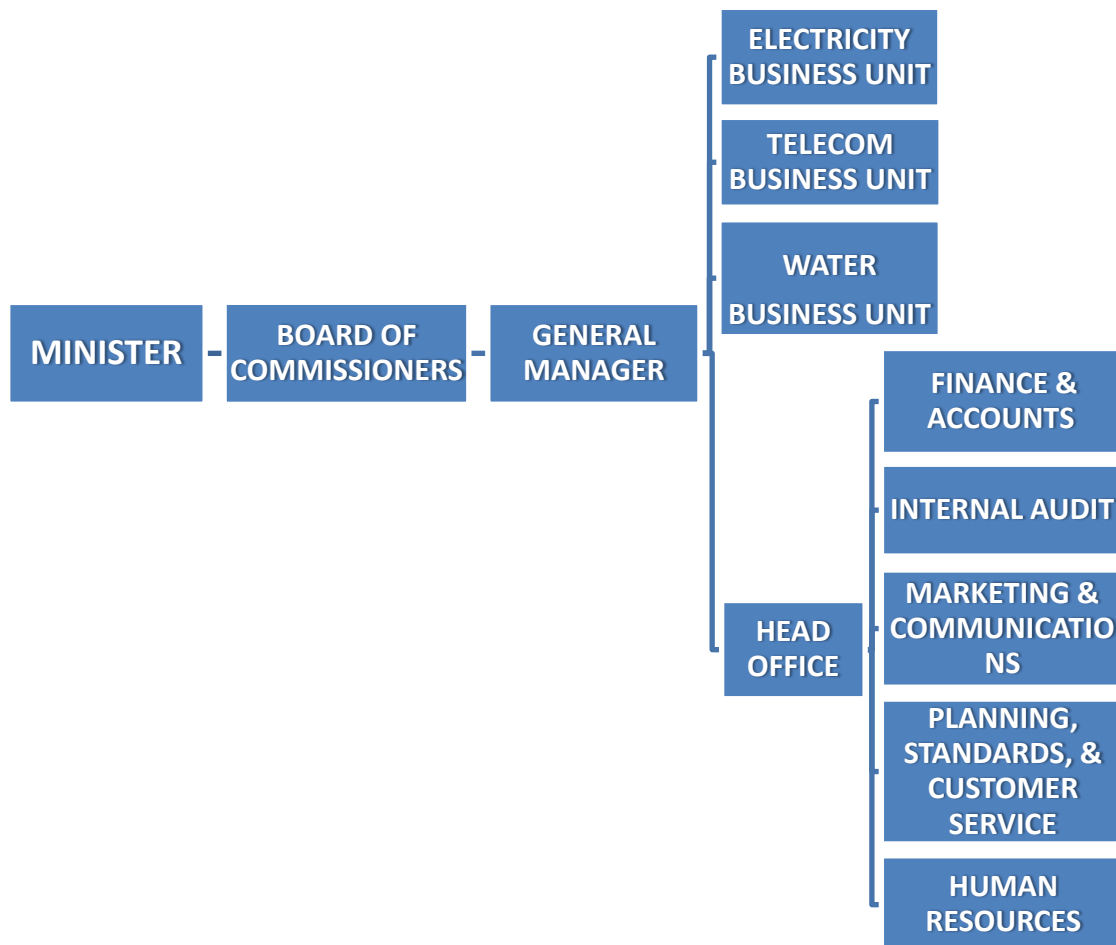 ELECTRICITY
BUSINESS UNIT
TELECOM
BUSINESS UNIT
WATER
BUSINESS UNIT
MINISTER
BOARD OF
COMMISSIONERS
GENERAL
MANAGER
FINANCE &
ACCOUNTS
INTERNAL AUDIT
HEAD
OFFICE
MARKETING &
COMMUNICATIO
NS
PLANNING,
STANDARDS, &
CUSTOMER
SERVICE
HUMAN
RESOURCES